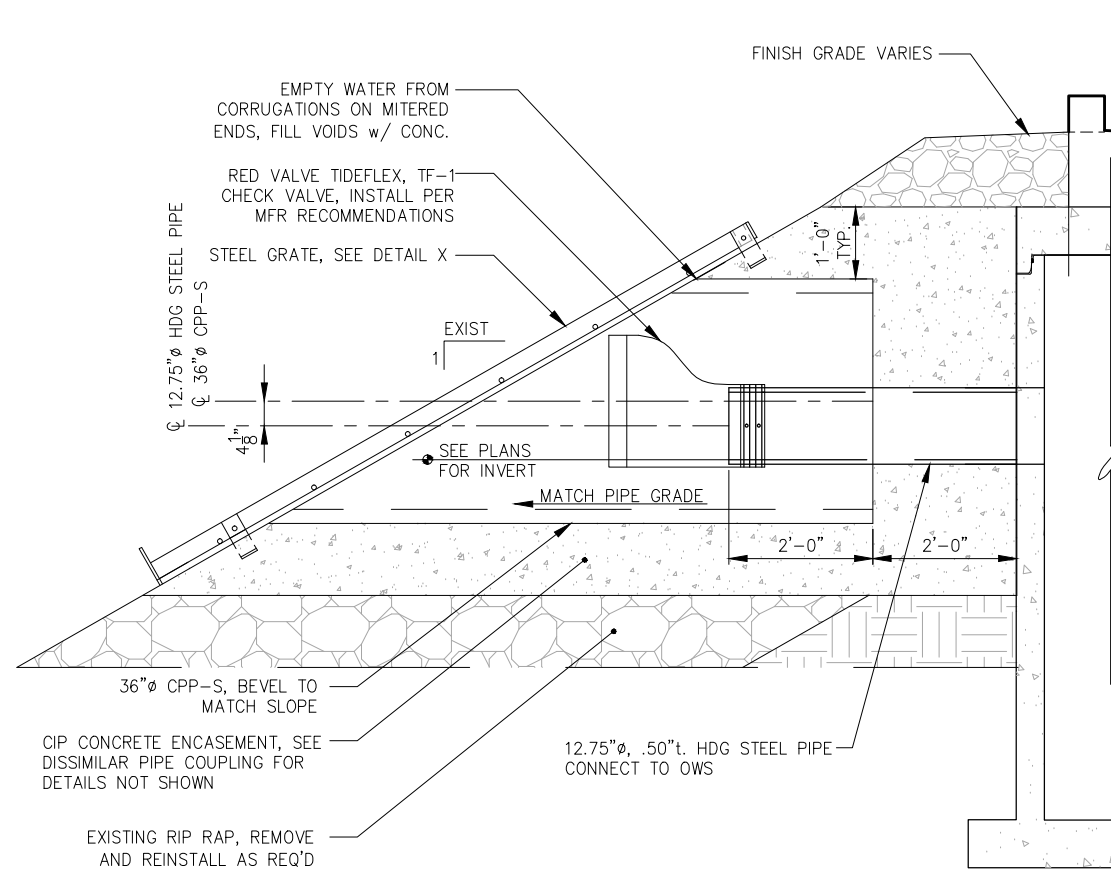 FINISH GRADE VARIES
EMPTY WATER FROM
CORRUGATIONS ON MITERED
ENDS, FILL VOIDS w/ CONC.
RED VALVE TIDEFLEX, TF-1
CHECK VALVE, INSTALL PER
MFR RECOMMENDATIONS
STEEL GRATE, SEE DETAIL X
℄ 12.75"ø HDG STEEL PIPE
℄ 36"ø CPP-S
1'-0"
TYP.
EXIST
1
4 1/8"
SEE PLANS
FOR INVERT
MATCH PIPE GRADE
2'-0"
2'-0"
36"ø CPP-S, BEVEL TO
MATCH SLOPE
CIP CONCRETE ENCASEMENT, SEE
DISSIMILAR PIPE COUPLING FOR
DETAILS NOT SHOWN
12.75"ø, .50"t. HDG STEEL PIPE
CONNECT TO OWS
EXISTING RIP RAP, REMOVE
AND REINSTALL AS REQ'D